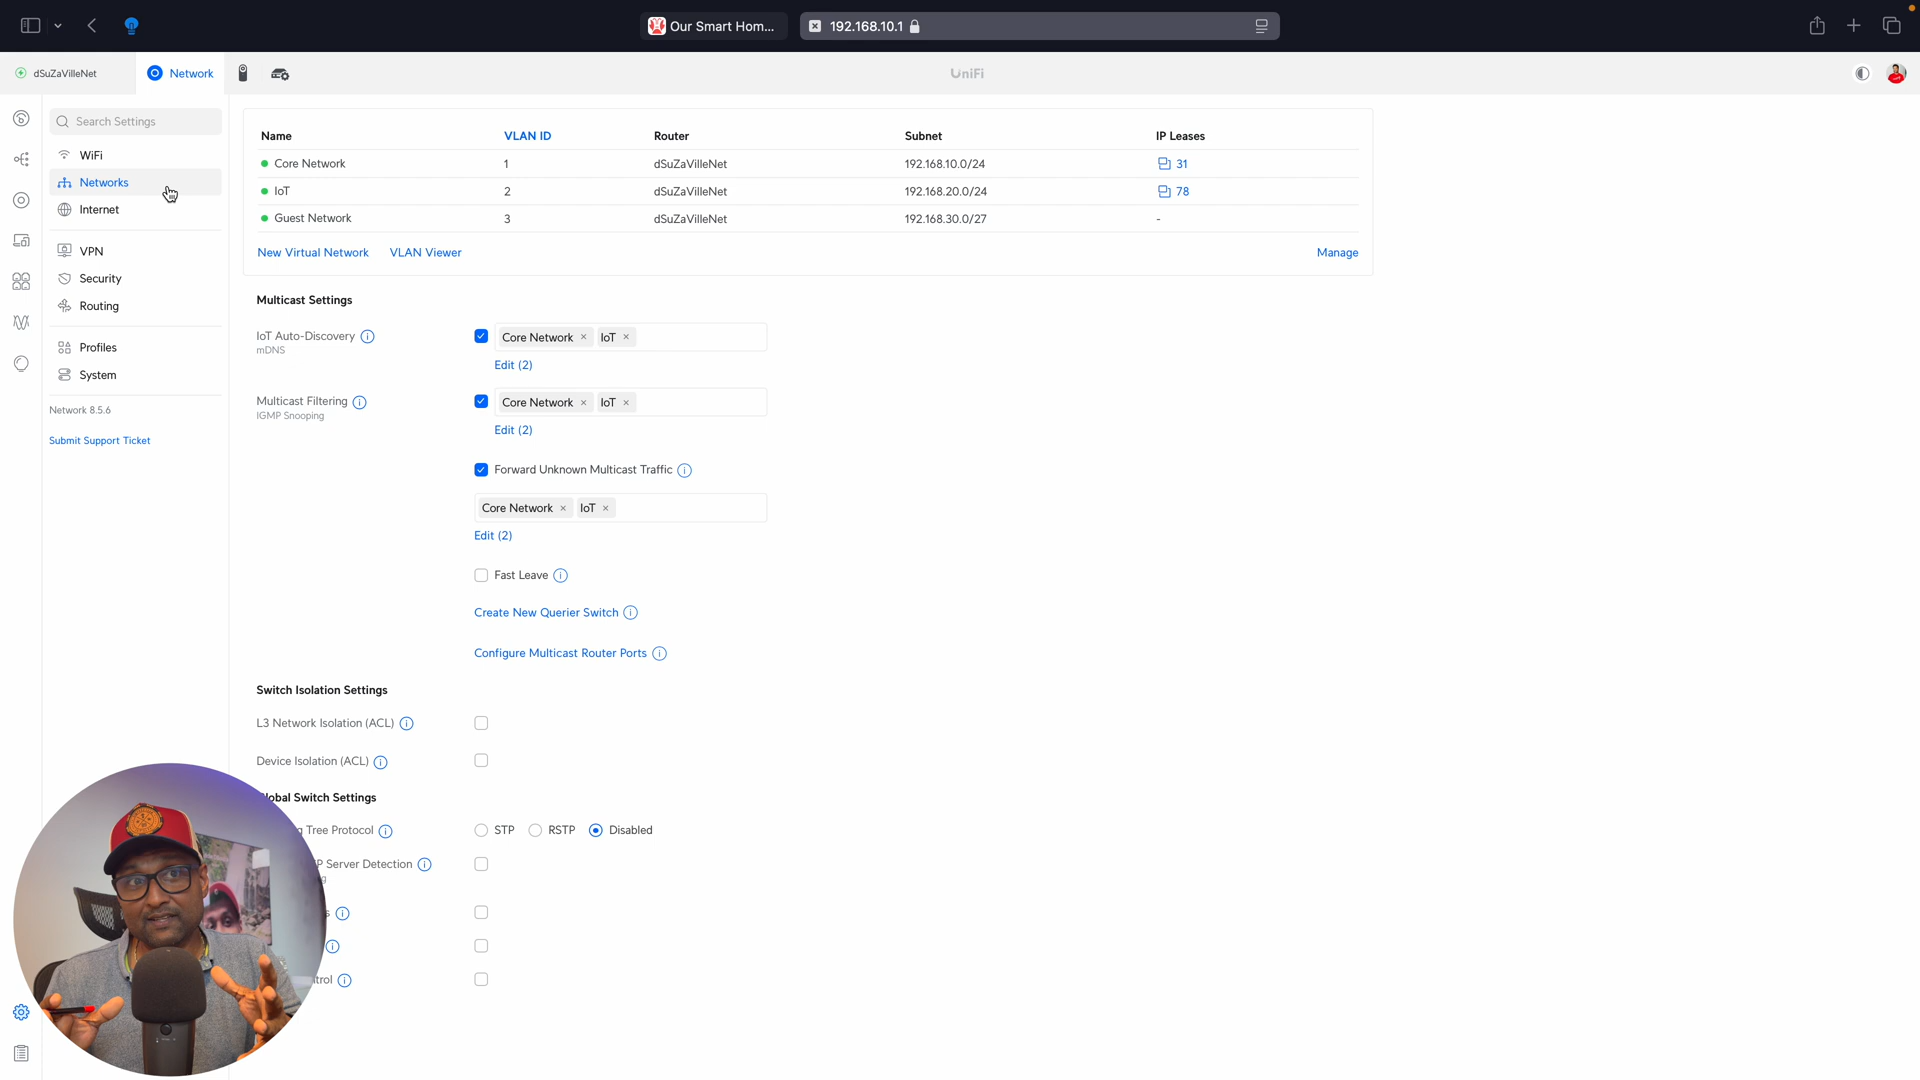 Our Smart Hom...
192.168.10.1
dSuZaVilleNet
Network
UniFi
Search Settings
WiFi
Networks
Internet
VPN
Security
Routing
Profiles
System
Network 8.5.6
Submit Support Ticket
Name VLAN ID Router Subnet IP Leases
Core Network 1 dSuZaVilleNet 192.168.10.0/24 31
IoT 2 dSuZaVilleNet 192.168.20.0/24 78
Guest Network 3 dSuZaVilleNet 192.168.30.0/27 -
New Virtual Network VLAN Viewer Manage
Multicast Settings
IoT Auto-Discovery
mDNS
Core Network × IoT ×
Edit (2)
Multicast Filtering
IGMP Snooping
Core Network × IoT ×
Edit (2)
Forward Unknown Multicast Traffic
Core Network × IoT ×
Edit (2)
Fast Leave
Create New Querier Switch
Configure Multicast Router Ports
Switch Isolation Settings
L3 Network Isolation (ACL)
Device Isolation (ACL)
lobal Switch Settings
g Tree Protocol STP RSTP Disabled
P Server Detection
g
s
trol